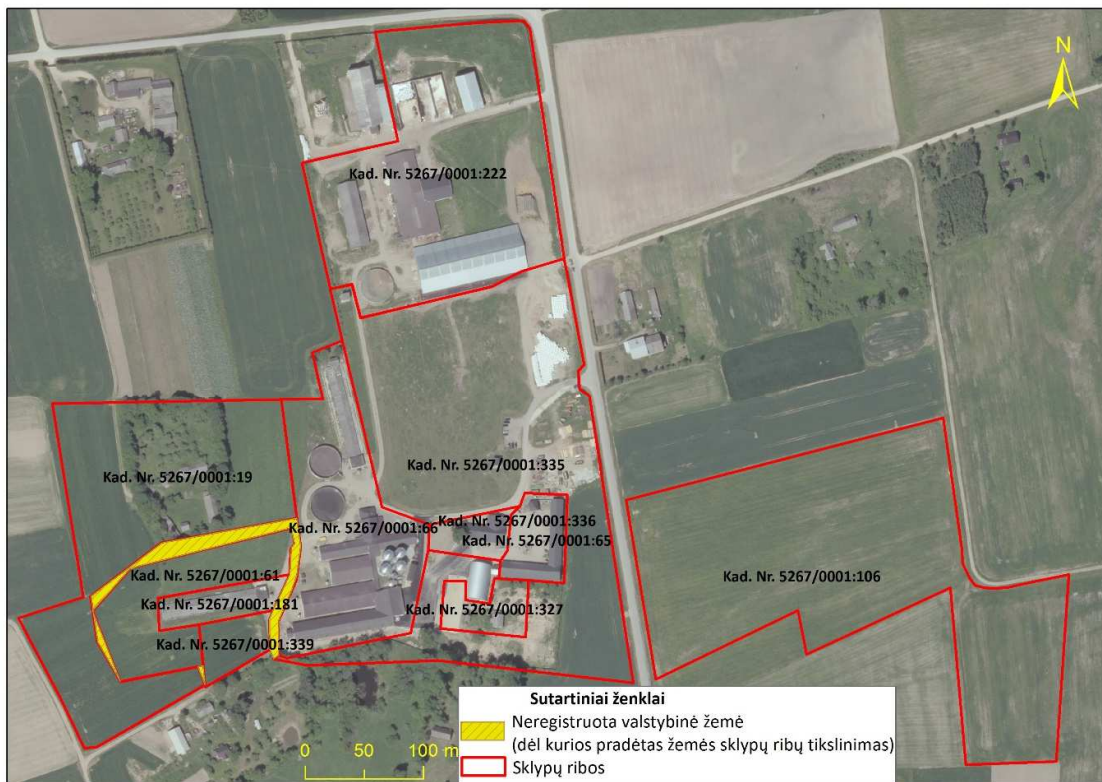 N
Kad. Nr. 5267/0001:222
Kad. Nr. 5267/0001:335
Kad. Nr. 5267/0001:19
Kad. Nr. 5267/0001:336
Kad. Nr. 5267/0001:66
Kad. Nr. 5267/0001:65
Kad. Nr. 5267/0001:61
Kad. Nr. 5267/0001:106
Kad. Nr. 5267/0001:181
Kad. Nr. 5267/0001:327
Kad. Nr. 5267/0001:339
Sutartiniai ženklai
Neregistruota valstybinė žemė
(dėl kurios pradėtas žemės sklypų ribų tikslinimas)
Sklypų ribos
0 50 100 m